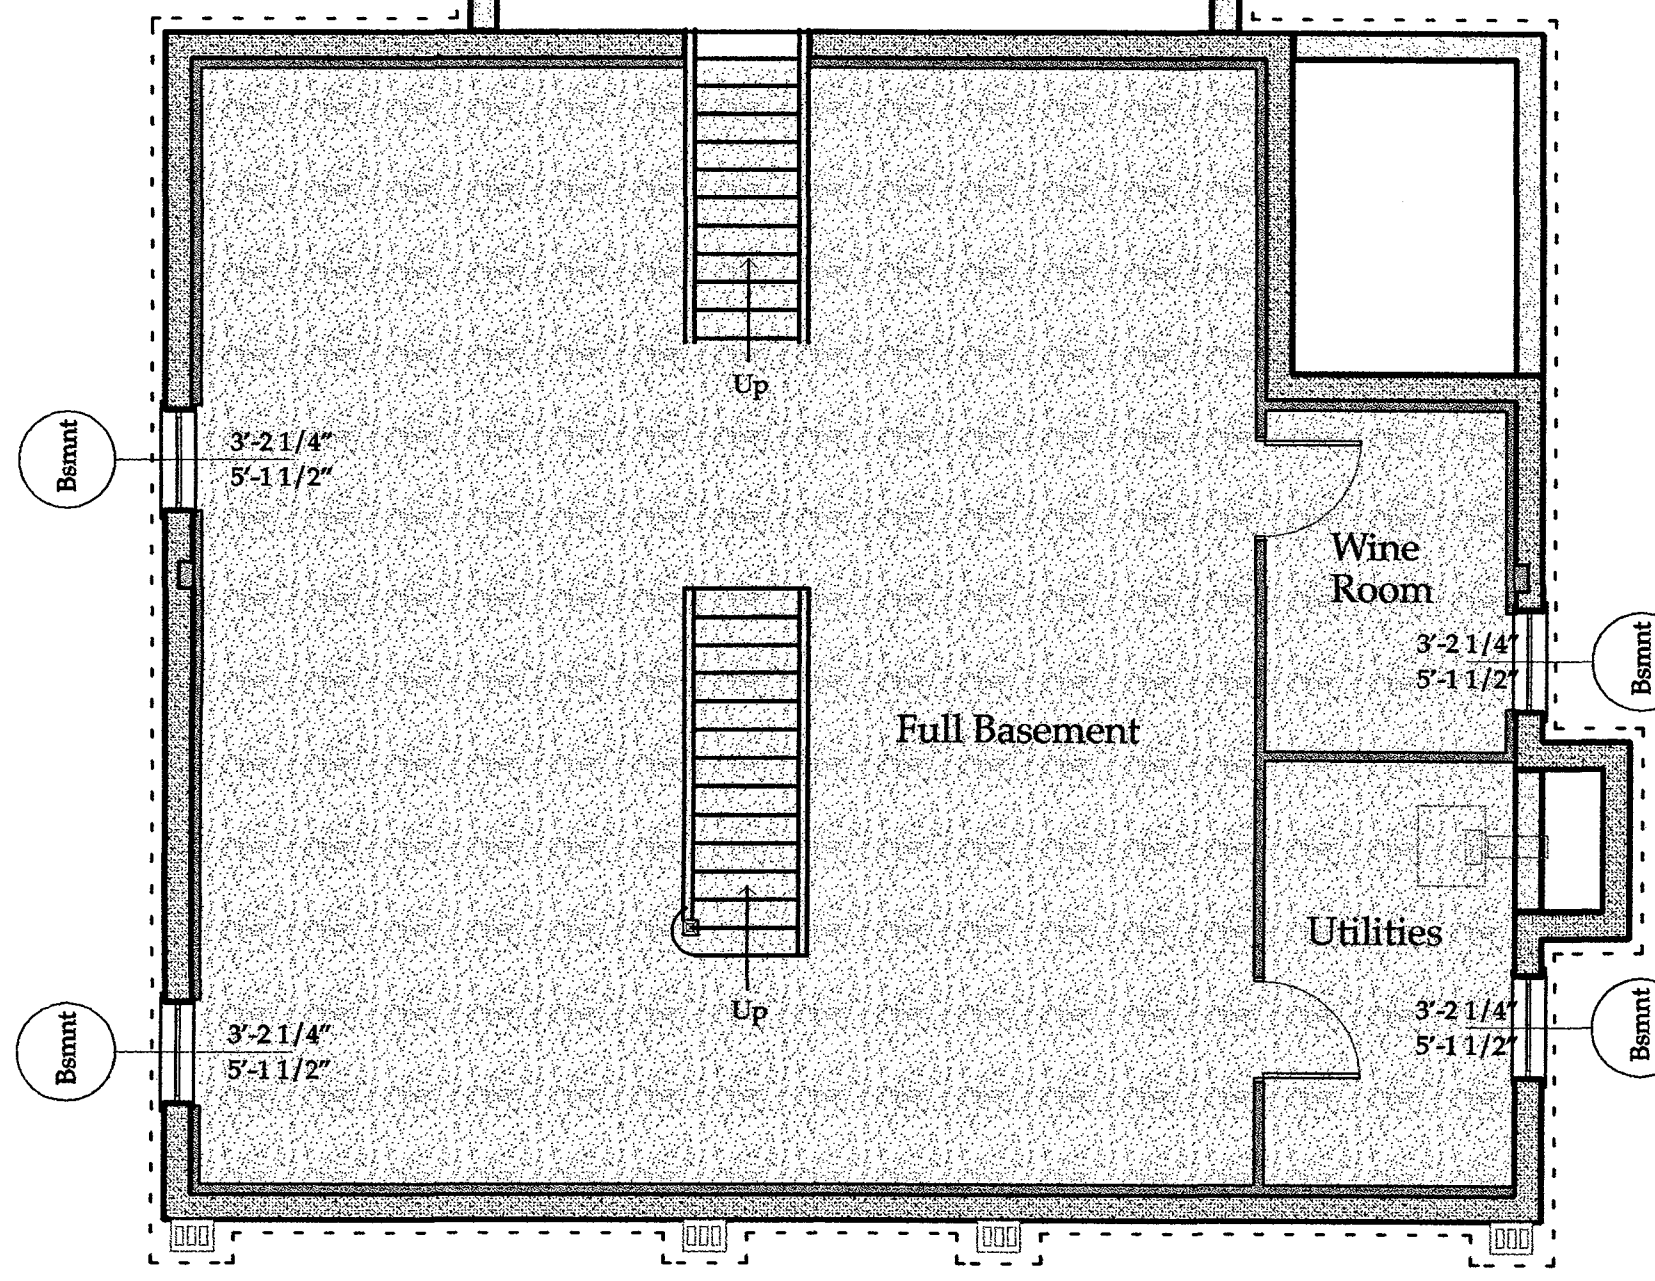 Up
Bsmnt
3'-2 1/4"
5'-1 1/2"
Wine
Room
3'-2 1/4"
5'-1 1/2"
Bsmnt
Full Basement
Utilities
Up
Bsmnt
3'-2 1/4"
5'-1 1/2"
3'-2 1/4"
5'-1 1/2"
Bsmnt